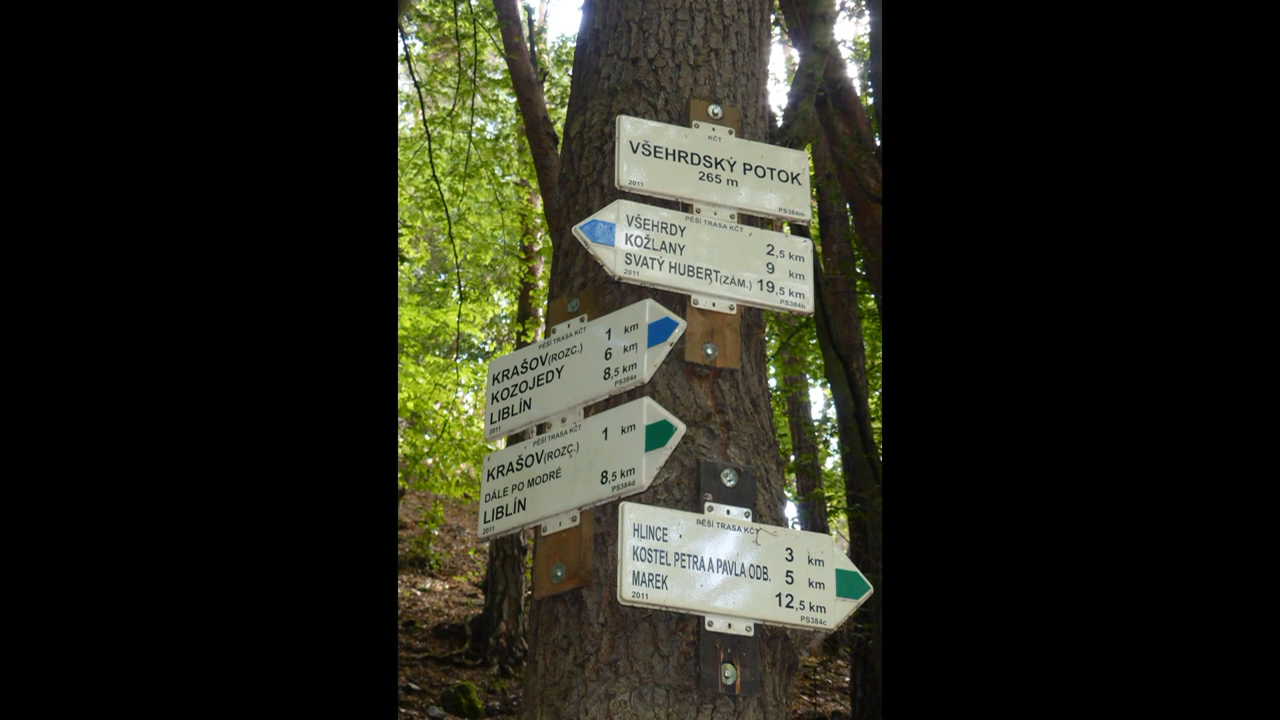 KČT
VŠEHRDSKÝ POTOK
265 m
2011 PS384m
PĚŠÍ TRASA KČT
VŠEHRDY 2,5 km
KOŽLANY 9 km
SVATÝ HUBERT (ZÁM.) 19,5 km
2011 PS384b
PĚŠÍ TRASA KČT
KRAŠOV (ROZC.) 1 km
KOZOJEDY 6 km
LIBLÍN 8,5 km
2011 PS384a
PĚŠÍ TRASA KČT
KRAŠOV (ROZC.) 1 km
DÁLE PO MODRÉ
LIBLÍN 8,5 km
2011 PS384d
PĚŠÍ TRASA KČT
HLINCE 3 km
KOSTEL PETRA A PAVLA ODB. 5 km
MAREK 12,5 km
2011 PS384c